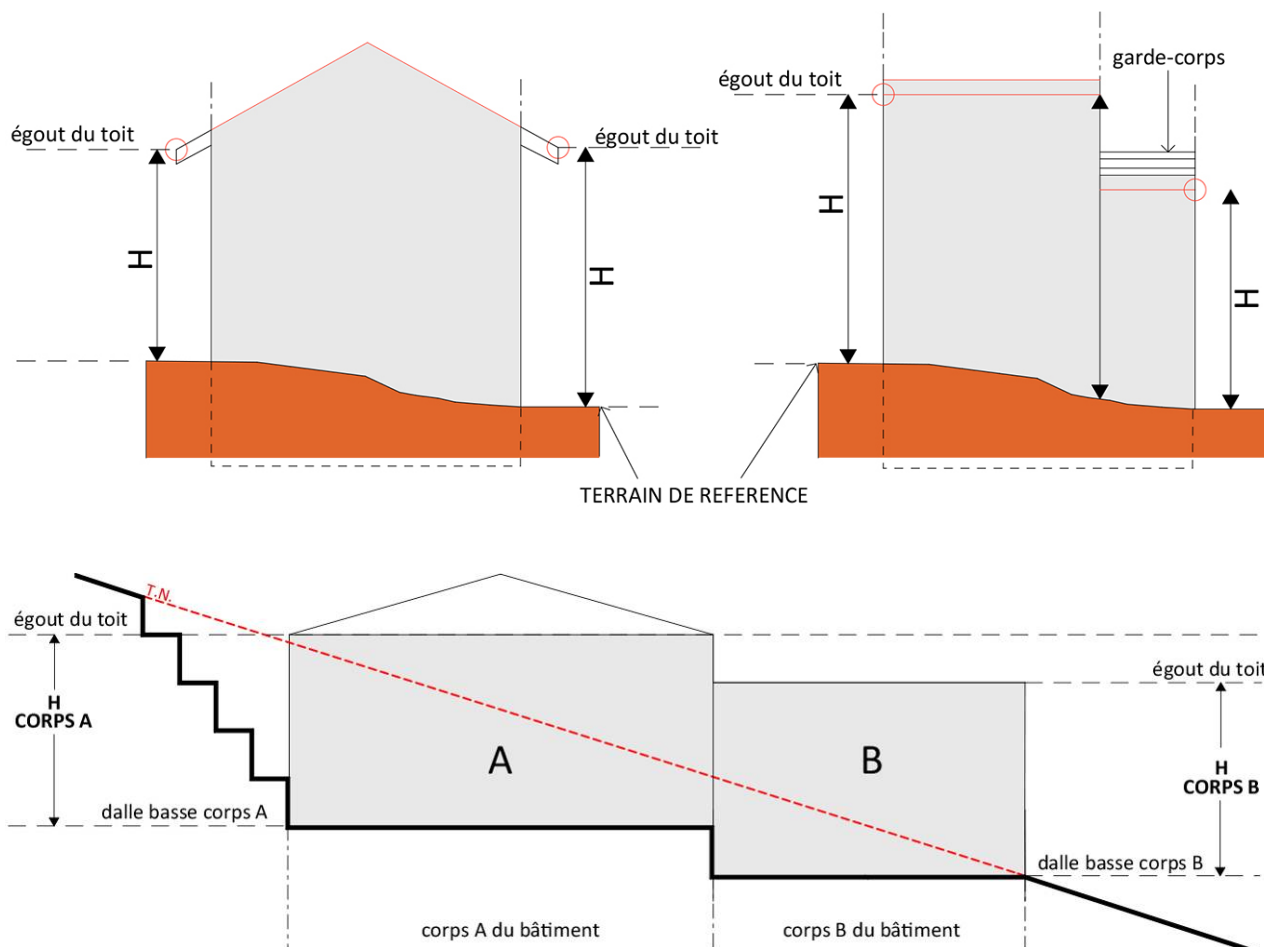 garde-corps
égout du toit
égout du toit
égout du toit
H
H
H
H
TERRAIN DE REFERENCE
T.N.
égout du toit
égout du toit
H
CORPS A
A
B
H
CORPS B
dalle basse corps A
dalle basse corps B
corps A du bâtiment
corps B du bâtiment